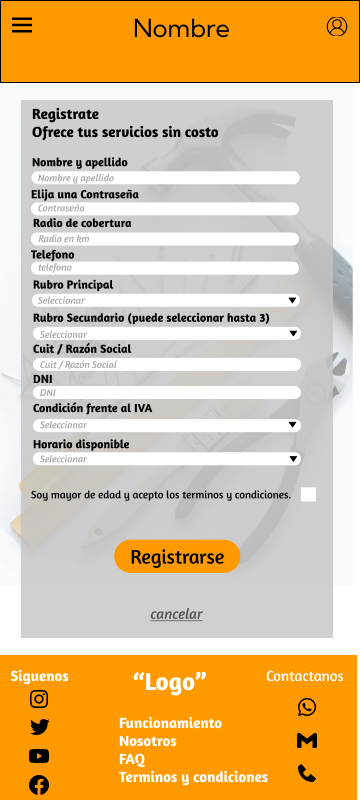 Nombre
Registrate
Ofrece tus servicios sin costo
Nombre y apellido
Nombre y apellido
Elija una Contraseña
Contraseña
Radio de cobertura
Radio en km
Telefono
telefono
Rubro Principal
Seleccionar
Rubro Secundario (puede seleccionar hasta 3)
Seleccionar
Cuit / Razón Social
Cuit / Razón Social
DNI
DNI
Condición frente al IVA
Seleccionar
Horario disponible
Seleccionar
Soy mayor de edad y acepto los terminos y condiciones.
Registrarse
cancelar
Siguenos
“Logo”
Contactanos
Funcionamiento
Nosotros
FAQ
Terminos y condiciones